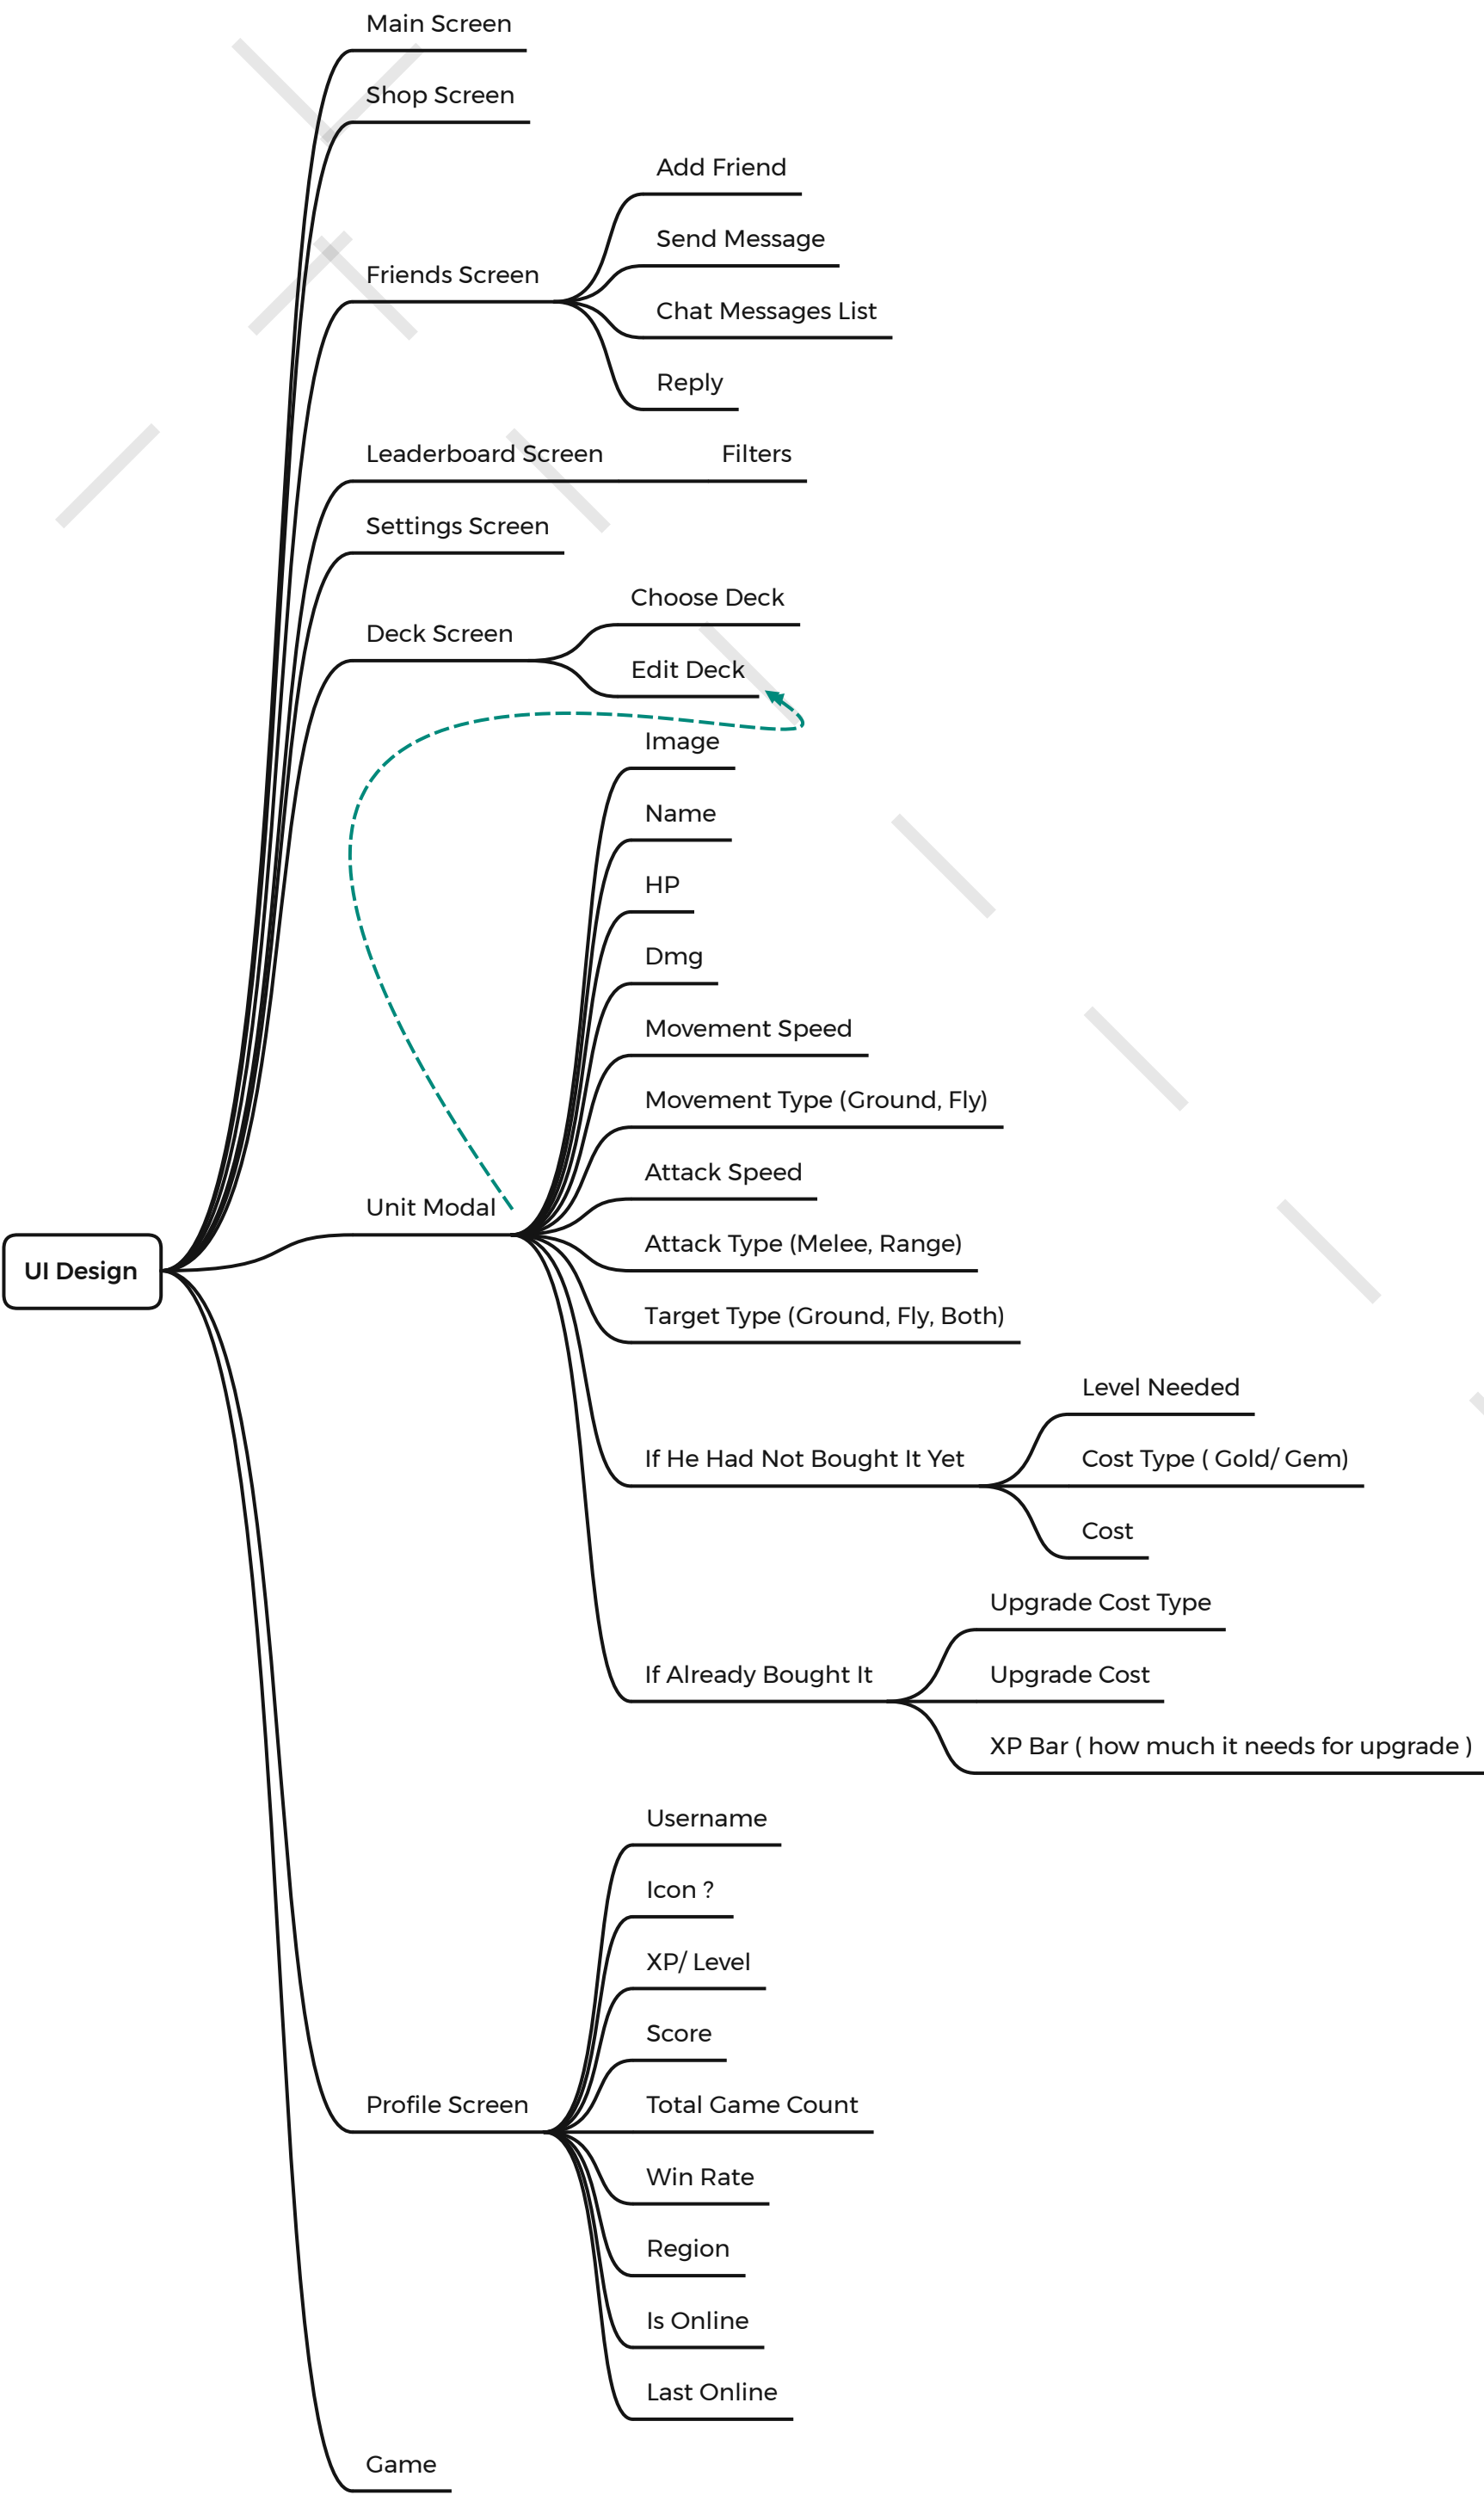 Main Screen
Shop Screen
Add Friend
Send Message
Friends Screen
Chat Messages List
Reply
Leaderboard Screen
Filters
Settings Screen
Choose Deck
Deck Screen
Edit Deck
Image
Name
HP
Dmg
Movement Speed
Movement Type (Ground, Fly)
Attack Speed
Unit Modal
Attack Type (Melee, Range)
UI Design
Target Type (Ground, Fly, Both)
Level Needed
If He Had Not Bought It Yet
Cost Type ( Gold/ Gem)
Cost
Upgrade Cost Type
If Already Bought It
Upgrade Cost
XP Bar ( how much it needs for upgrade )
Username
Icon ?
XP/ Level
Score
Profile Screen
Total Game Count
Win Rate
Region
Is Online
Last Online
Game